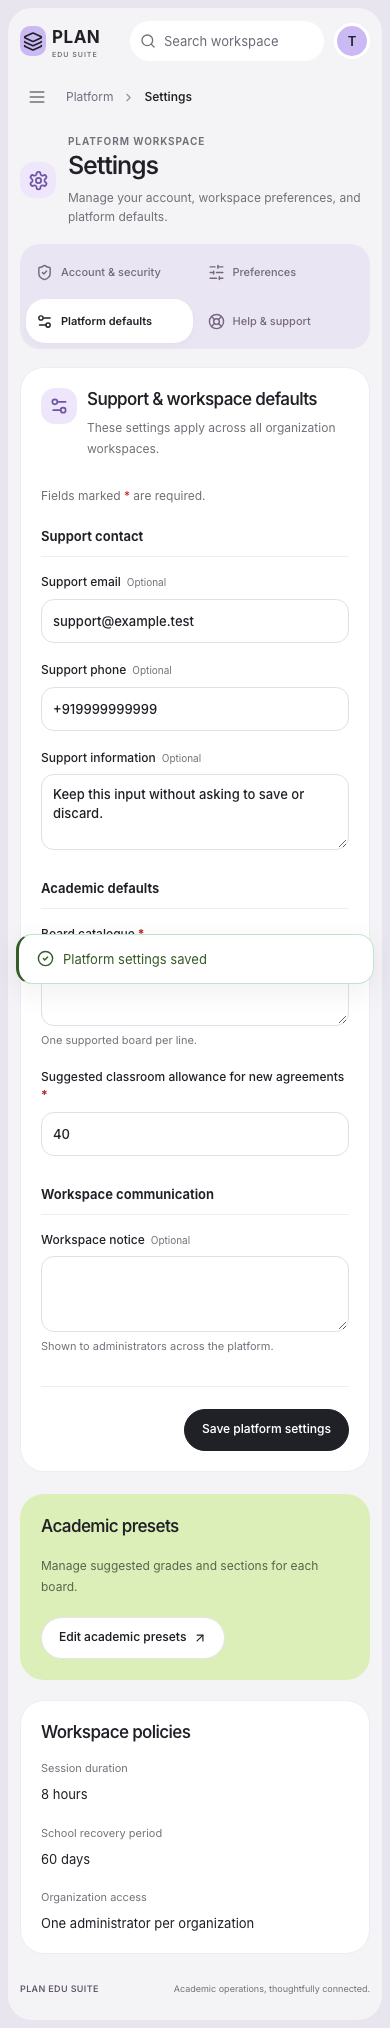 PLAN
EDU SUITE
Search workspace
T
Platform > Settings
PLATFORM WORKSPACE
Settings
Manage your account, workspace preferences, and
platform defaults.
Account & security
Preferences
Platform defaults
Help & support
Support & workspace defaults
These settings apply across all organization
workspaces.
Fields marked * are required.
Support contact
Support email Optional
support@example.test
Support phone Optional
+919999999999
Support information Optional
Keep this input without asking to save or
discard.
Academic defaults
Board catalogue *
Platform settings saved
One supported board per line.
Suggested classroom allowance for new agreements
*
40
Workspace communication
Workspace notice Optional
Shown to administrators across the platform.
Save platform settings
Academic presets
Manage suggested grades and sections for each
board.
Edit academic presets
Workspace policies
Session duration
8 hours
School recovery period
60 days
Organization access
One administrator per organization
PLAN EDU SUITE
Academic operations, thoughtfully connected.